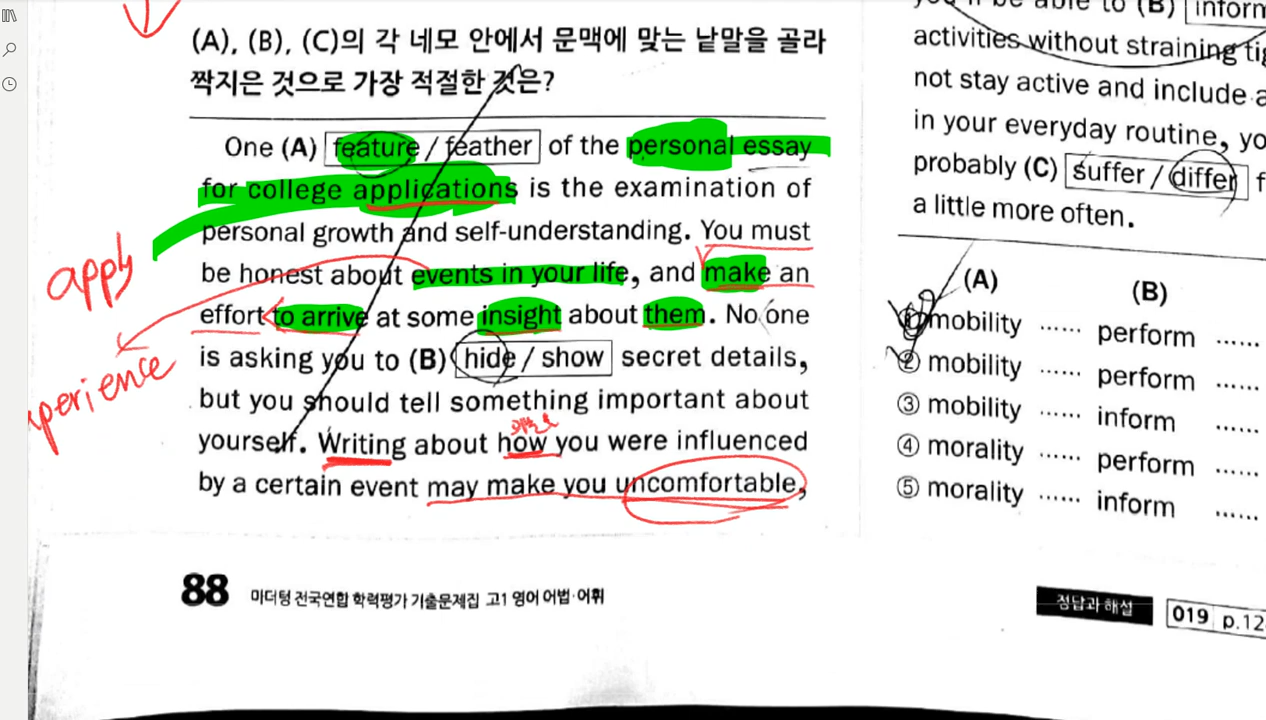 (A), (B), (C)의 각 네모 안에서 문맥에 맞는 낱말을 골라
짝지은 것으로 가장 적절한 것은?
One (A) feature / feather of the personal essay
for college applications is the examination of
personal growth and self-understanding. You must
be honest about events in your life, and make an
effort to arrive at some insight about them. No one
is asking you to (B) hide / show secret details,
but you should tell something important about
yourself. Writing about how you were influenced
by a certain event may make you uncomfortable,
apply
perience
88 마더텅 전국연합 학력평가 기출문제집 고1 영어 어법·어휘
be able to (B) inform
activities without straining
not stay active and include a
in your everyday routine, yo
probably (C) suffer / differ f
a little more often.
(A) (B)
① mobility ...... perform ......
② mobility ...... perform ......
③ mobility ...... inform ......
④ morality ...... perform ......
⑤ morality ...... inform ......
정답과 해설 019 p.12